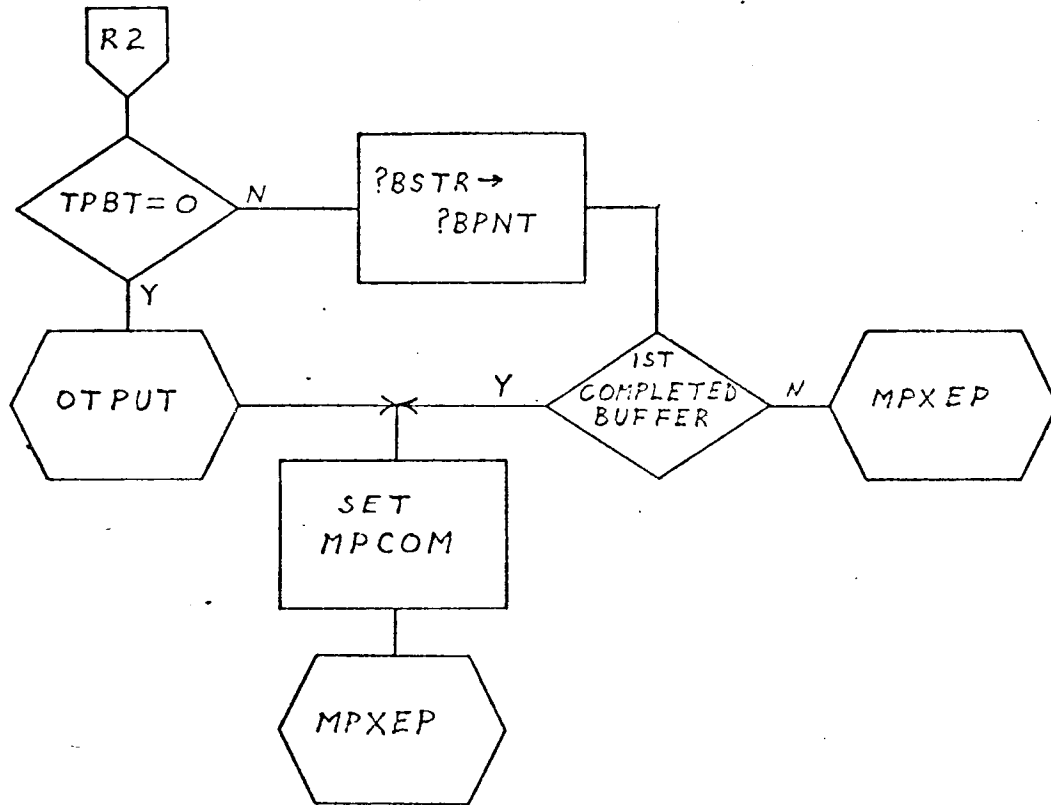 R2
TPBT=0
N
?BSTR→
?BPNT
Y
OTPUT
Y
1ST
COMPLETED
BUFFER
N
MPXEP
SET
MPCOM
MPXEP